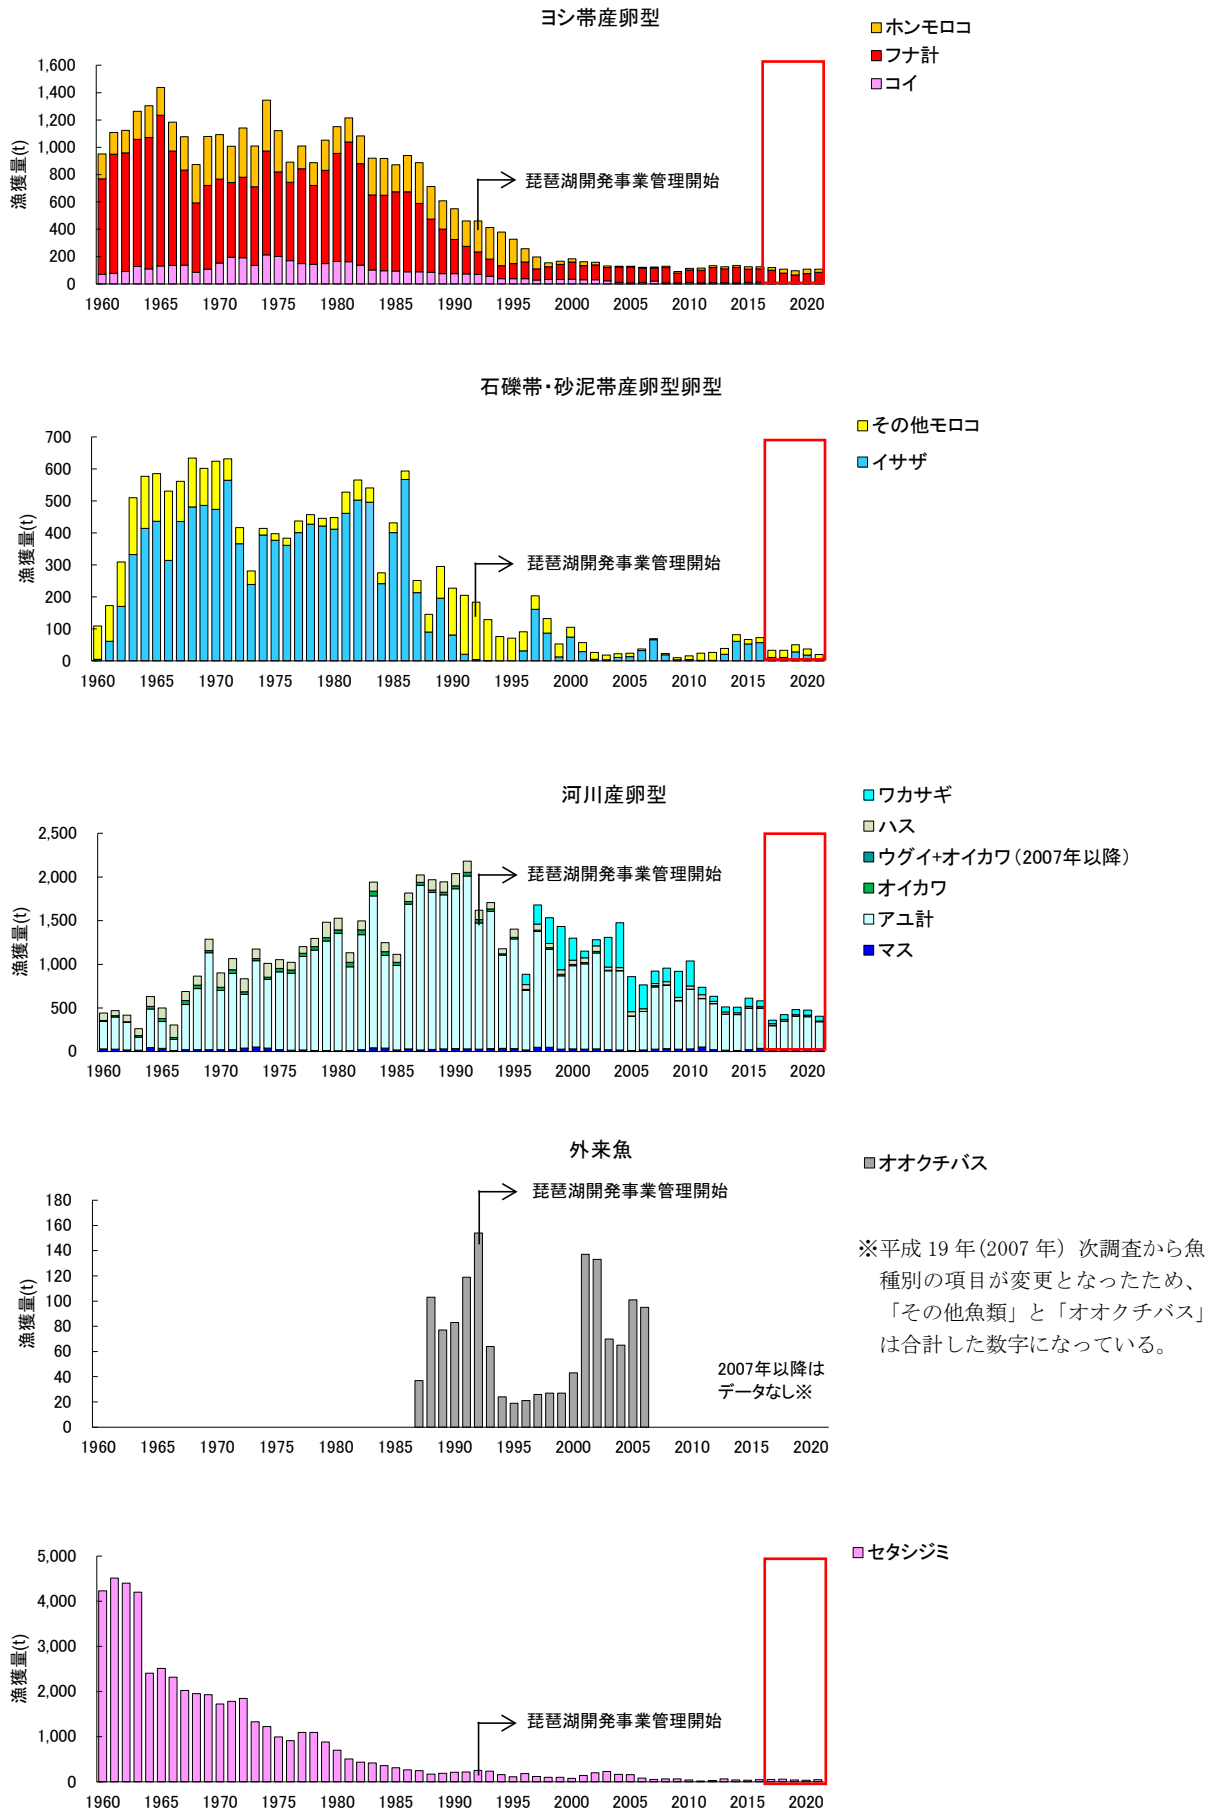 ヨシ帯産卵型
ホンモロコ
フナ計
コイ
漁獲量(t)
1,600
1,400
1,200
1,000
800
600
400
200
0
琵琶湖開発事業管理開始
1960 1965 1970 1975 1980 1985 1990 1995 2000 2005 2010 2015 2020
石礫帯・砂泥帯産卵型卵型
その他モロコ
イサザ
漁獲量(t)
700
600
500
400
300
200
100
0
琵琶湖開発事業管理開始
1960 1965 1970 1975 1980 1985 1990 1995 2000 2005 2010 2015 2020
河川産卵型
ワカサギ
ハス
ウグイ+オイカワ(2007年以降)
オイカワ
アユ計
マス
漁獲量(t)
2,500
2,000
1,500
1,000
500
0
琵琶湖開発事業管理開始
1960 1965 1970 1975 1980 1985 1990 1995 2000 2005 2010 2015 2020
外来魚
オオクチバス
漁獲量(t)
180
160
140
120
100
80
60
40
20
0
琵琶湖開発事業管理開始
2007年以降は
データなし※
1960 1965 1970 1975 1980 1985 1990 1995 2000 2005 2010 2015 2020
※平成 19 年(2007 年)次調査から魚
種別の項目が変更となったため、
「その他魚類」と「オオクチバス」
は合計した数字になっている。
セタシジミ
漁獲量(t)
5,000
4,000
3,000
2,000
1,000
0
琵琶湖開発事業管理開始
1960 1965 1970 1975 1980 1985 1990 1995 2000 2005 2010 2015 2020